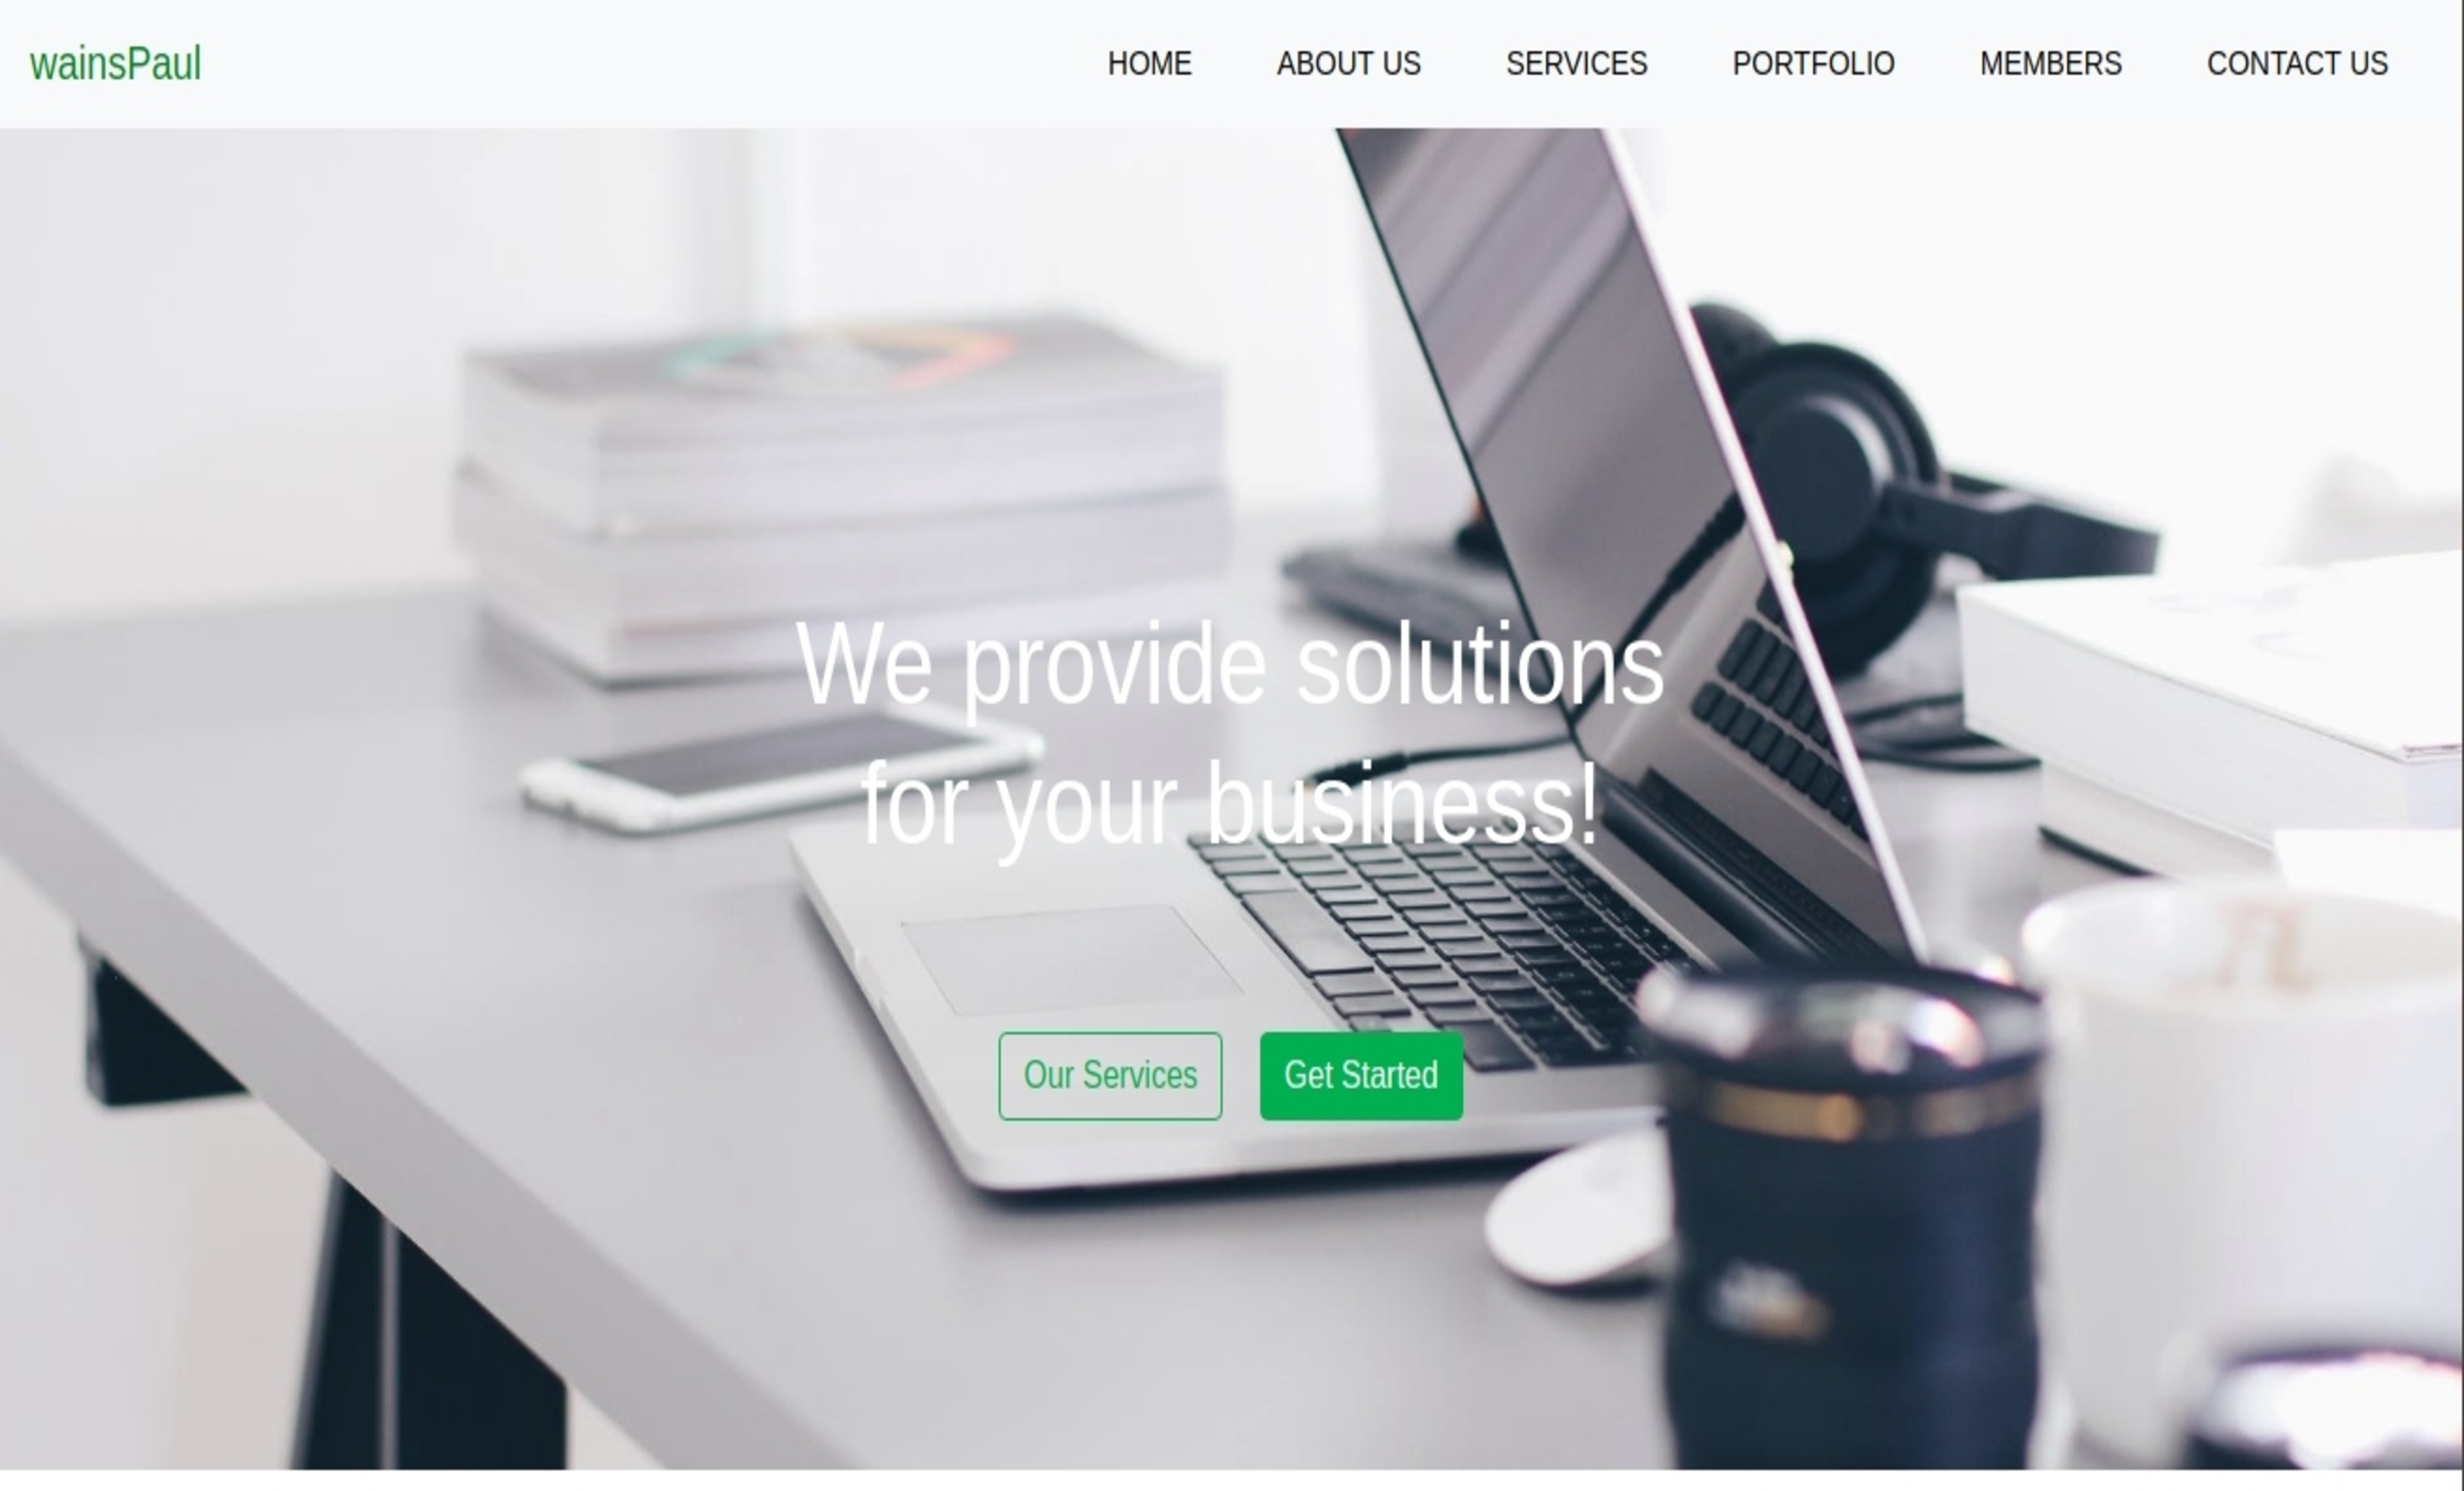 wainsPaul
HOME ABOUT US SERVICES PORTFOLIO MEMBERS CONTACT US
We provide solutions
for your business!
Our Services Get Started